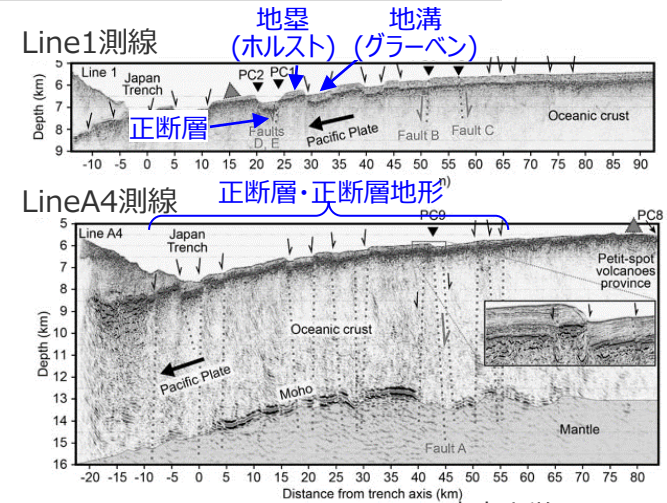 地塁
(ホルスト)
地溝
(グラーベン)
Line1測線
5
6
7
8
9
Depth (km)
Line 1
Japan
Trench
PC2
PC1
正断層
Faults
D, E
Pacific Plate
Fault B
Fault C
Oceanic crust
-10 -5 0 5 10 15 20 25 30 35 40 45 50 55 60 65 70 75 80 85 90
n)
LineA4測線
正断層・正断層地形
5
6
7
8
9
10
11
12
13
14
15
16
Depth (km)
Line A4
Japan
Trench
PC9
PC8
Petit-spot
volcanoes
province
Oceanic crust
Pacific Plate
Moho
Mantle
Fault A
-20 -15 -10 -5 0 5 10 15 20 25 30 35 40 45 50 55 60 65 70 75 80
Distance from trench axis (km)